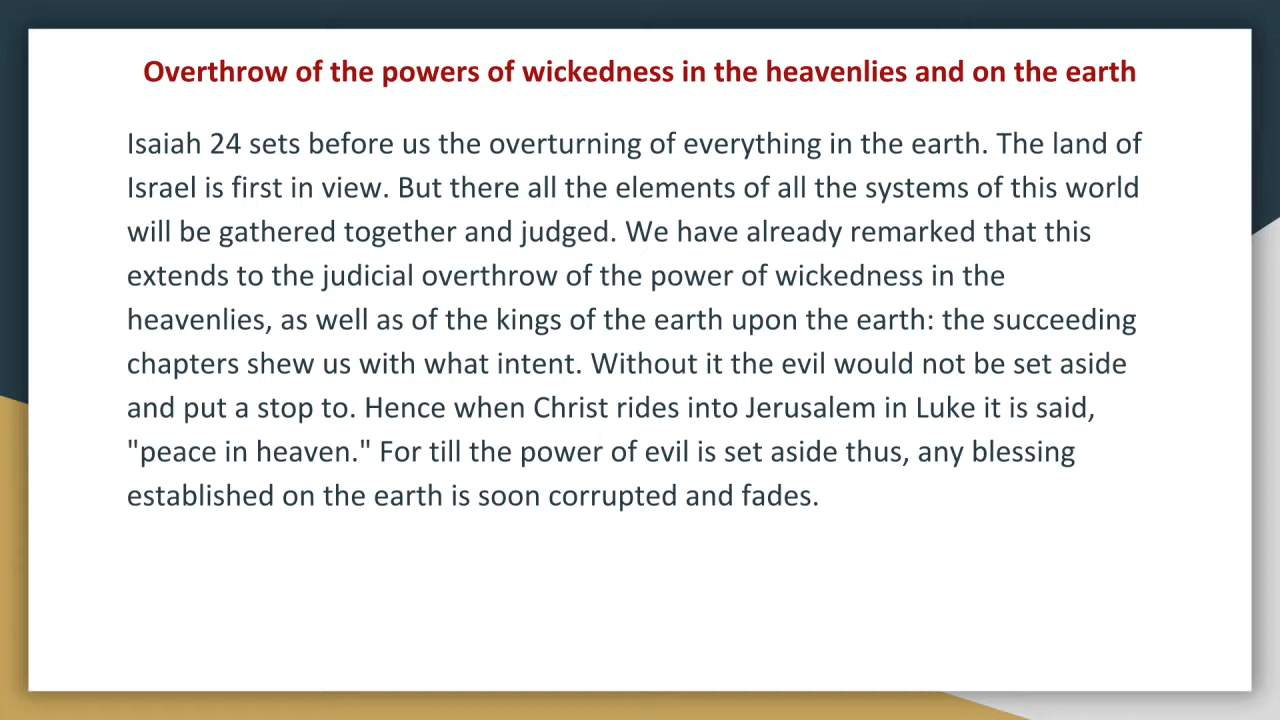 Overthrow of the powers of wickedness in the heavenlies and on the earth
Isaiah 24 sets before us the overturning of everything in the earth. The land of
Israel is first in view. But there all the elements of all the systems of this world
will be gathered together and judged. We have already remarked that this
extends to the judicial overthrow of the power of wickedness in the
heavenlies, as well as of the kings of the earth upon the earth: the succeeding
chapters shew us with what intent. Without it the evil would not be set aside
and put a stop to. Hence when Christ rides into Jerusalem in Luke it is said,
"peace in heaven." For till the power of evil is set aside thus, any blessing
established on the earth is soon corrupted and fades.